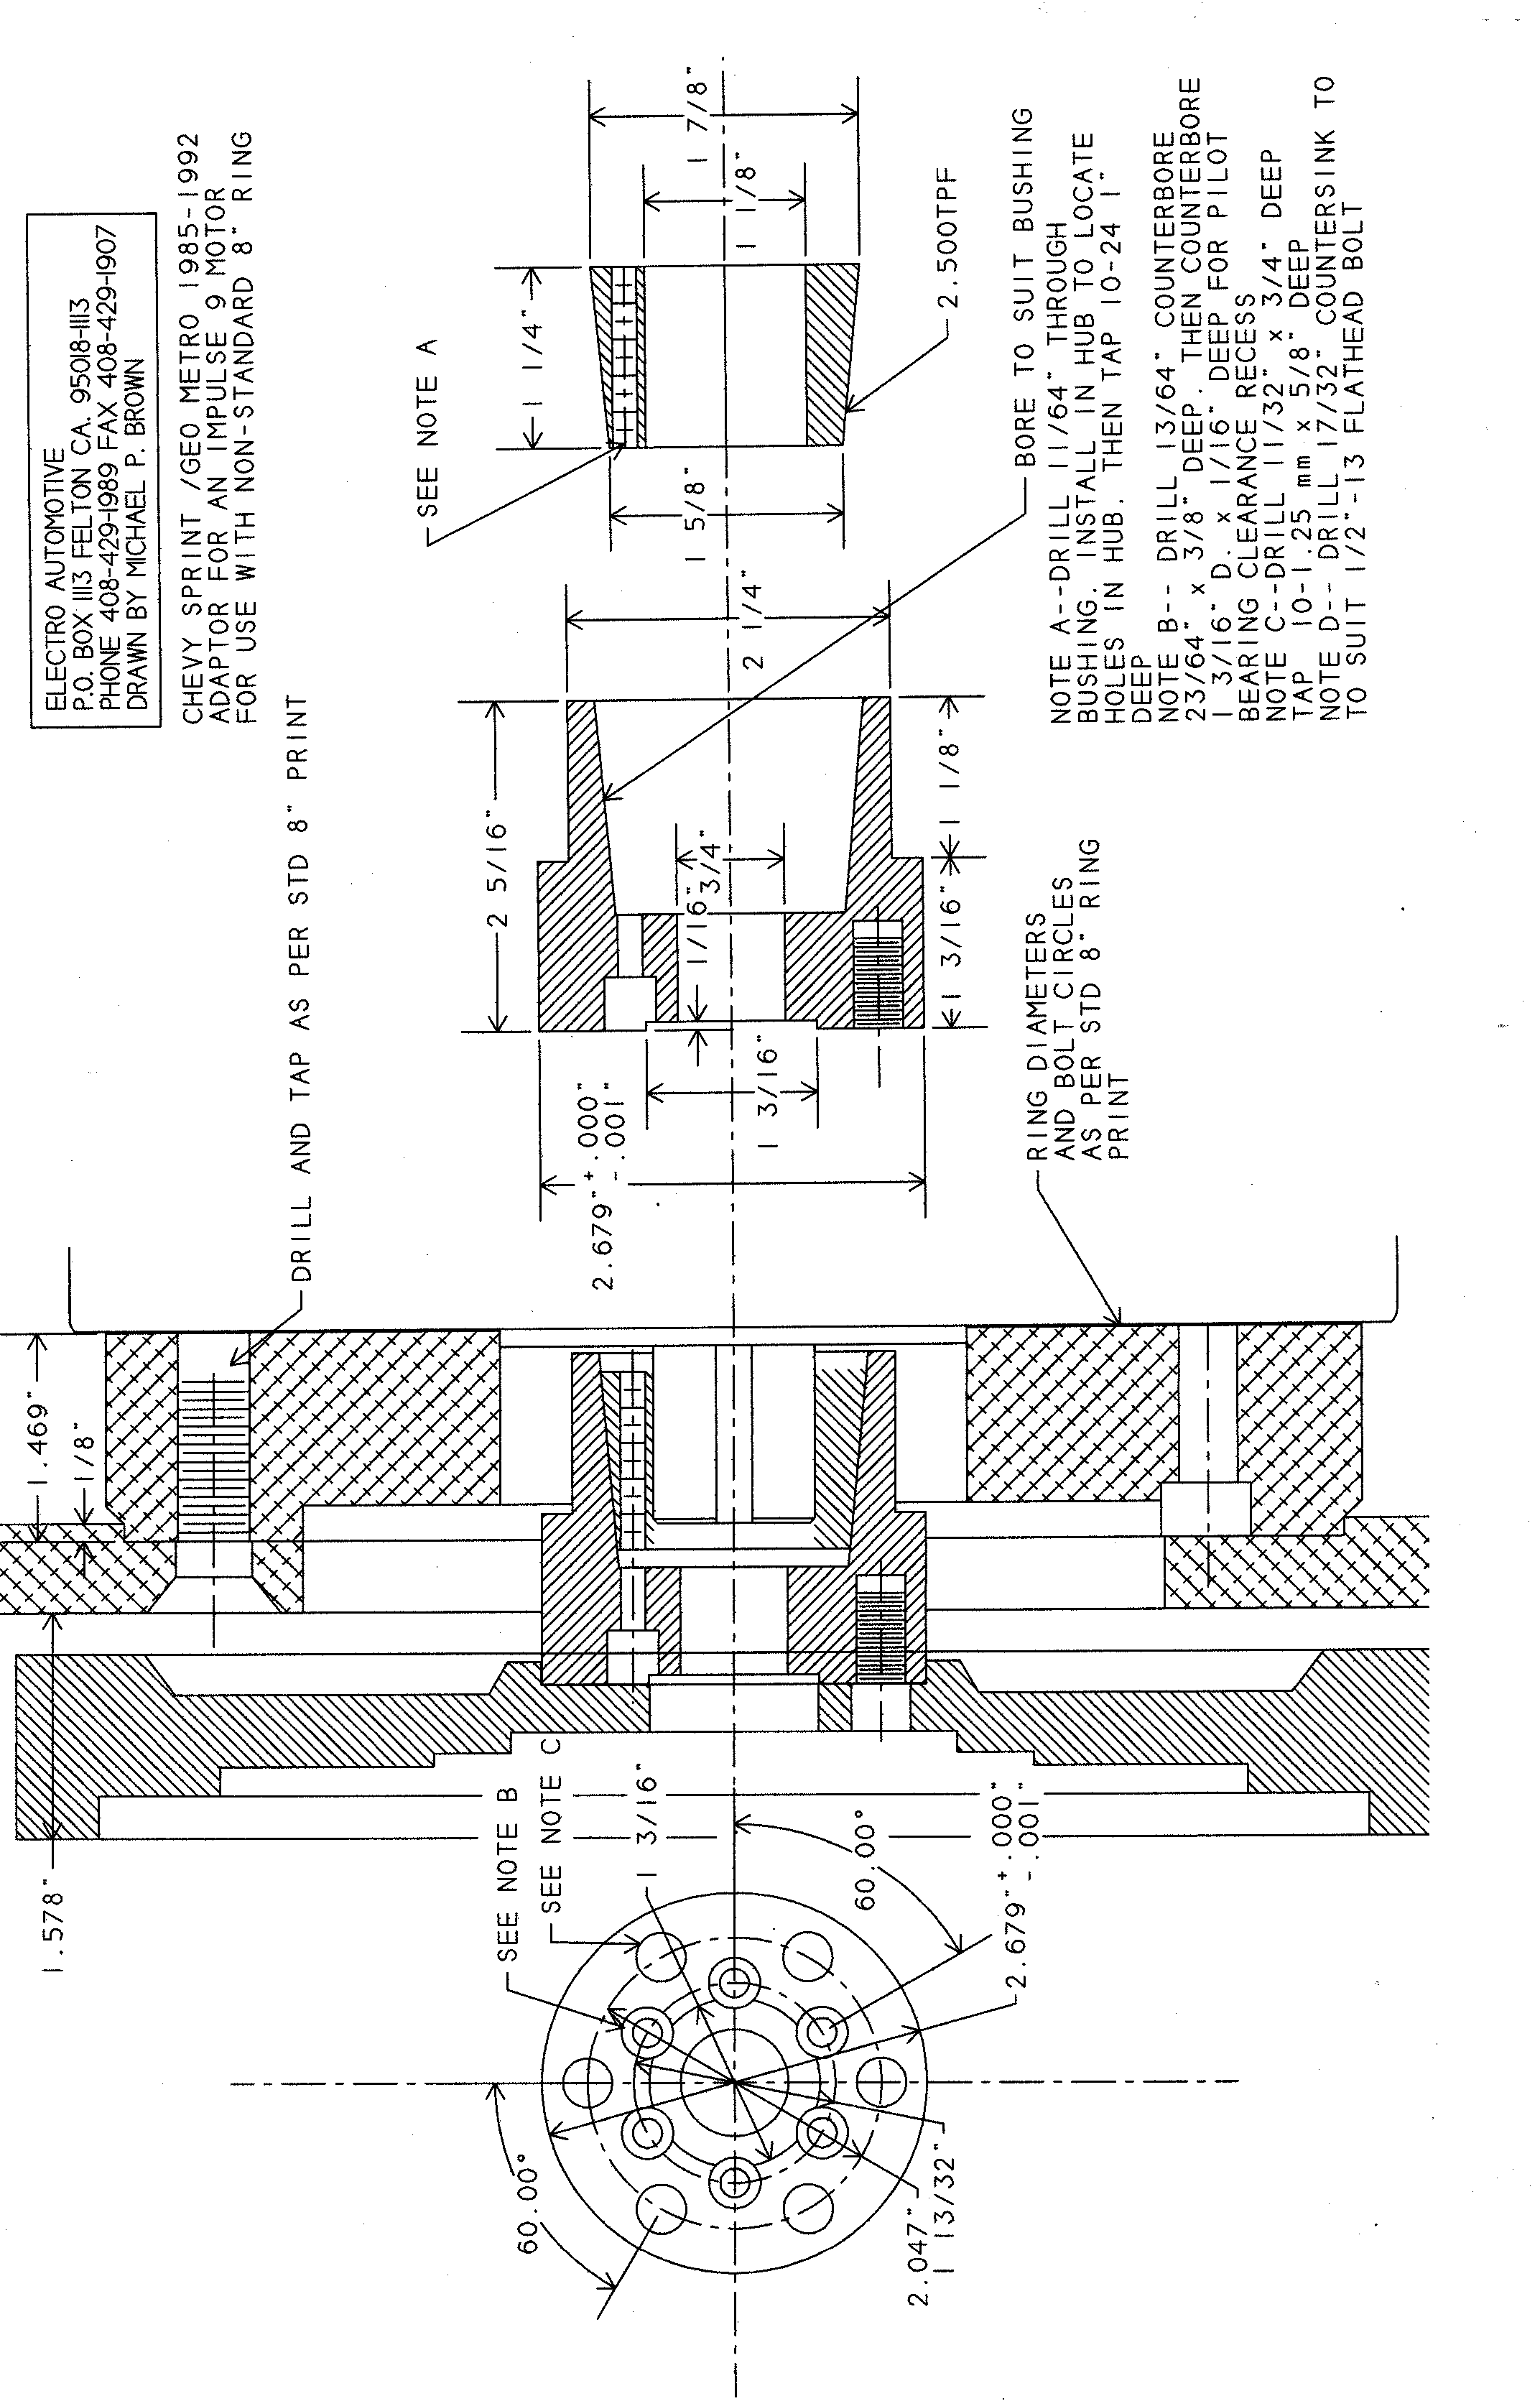 ELECTRO AUTOMOTIVE
P.O. BOX 1113 FELTON CA. 95018-1113
PHONE 408-429-1989 FAX 408-429-1907
DRAWN BY MICHAEL P. BROWN
CHEVY SPRINT /GEO METRO 1985-1992
ADAPTOR FOR AN IMPULSE 9 MOTOR
FOR USE WITH NON-STANDARD 8" RING
DRILL AND TAP AS PER STD 8" PRINT
SEE NOTE A
1.578"
1.469"
1/8"
2 5/16"
1 1/4"
SEE NOTE B
SEE NOTE C
1 3/16"
60.00°
60.00°
2.679" +.000"
-.001"
2.047"
1 13/32"
2.679" +.000"
-.001"
1 3/16"
1/16"
3/4"
2 1/4"
1 5/8"
1 1/8"
1 7/8"
1 3/16"
1 1/8"
2.500TPF
BORE TO SUIT BUSHING
RING DIAMETERS
AND BOLT CIRCLES
AS PER STD 8" RING
PRINT
NOTE A--DRILL 11/64" THROUGH
BUSHING. INSTALL IN HUB TO LOCATE
HOLES IN HUB. THEN TAP 10-24 1"
DEEP
NOTE B-- DRILL 13/64" COUNTERBORE
23/64" x 3/8" DEEP. THEN COUNTERBORE
1 3/16" D. x 1/16" DEEP FOR PILOT
BEARING CLEARANCE RECESS
NOTE C--DRILL 11/32" x 3/4" DEEP
TAP 10-1.25 mm x 5/8" DEEP
NOTE D-- DRILL 17/32" COUNTERSINK TO
TO SUIT 1/2"-13 FLATHEAD BOLT